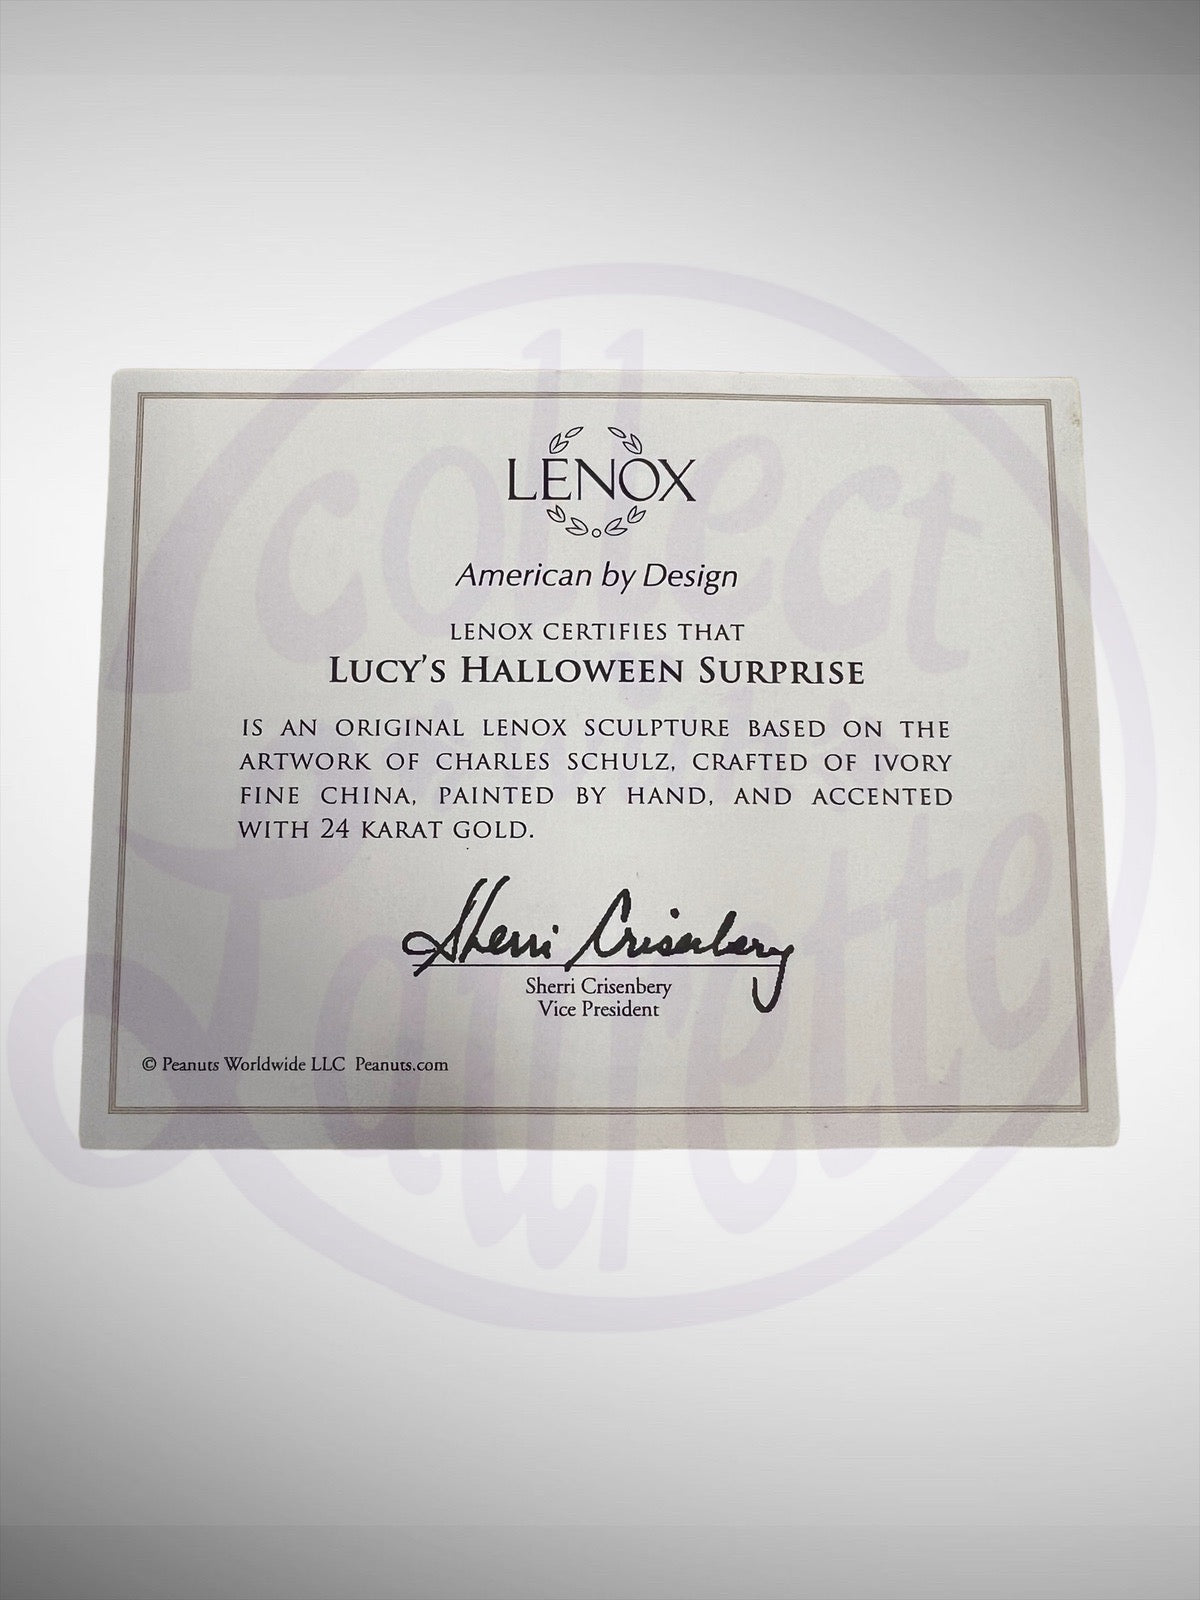 LENOX
American by Design
LENOX CERTIFIES THAT
LUCY'S HALLOWEEN SURPRISE
IS AN ORIGINAL LENOX SCULPTURE BASED ON THE
ARTWORK OF CHARLES SCHULZ, CRAFTED OF IVORY
FINE CHINA, PAINTED BY HAND, AND ACCENTED
WITH 24 KARAT GOLD.
Sherri Crisenbery
Sherri Crisenbery
Vice President
© Peanuts Worldwide LLC Peanuts.com
collect
Laurette